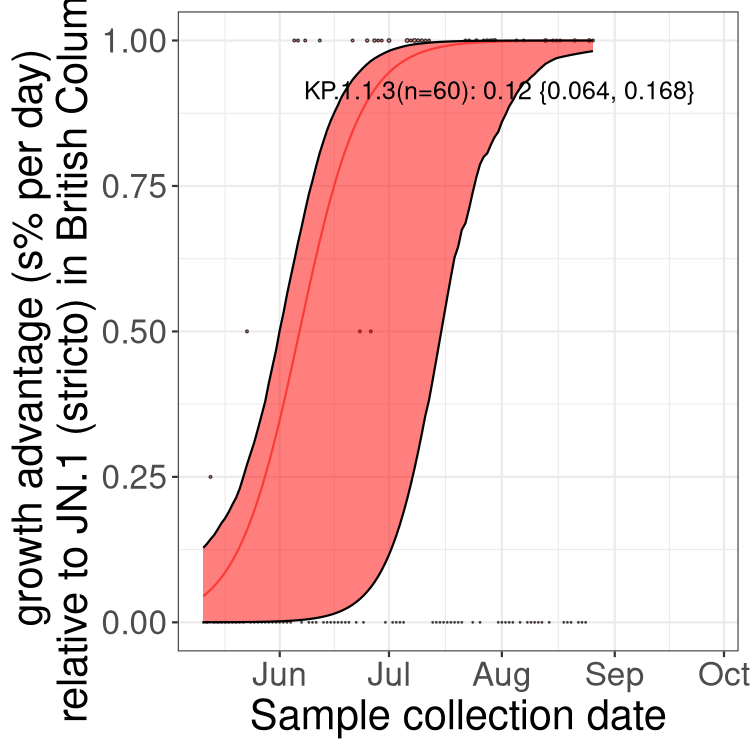 growth advantage (s% per day)
relative to JN.1 (stricto) in British Colum
1.00
0.75
0.50
0.25
0.00
KP.1.1.3(n=60): 0.12 {0.064, 0.168}
Jun Jul Aug Sep Oct
Sample collection date